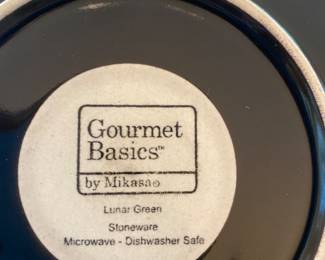 Gourmet
Basics™
by Mikasa®
Lunar Green
Stoneware
Microwave - Dishwasher Safe